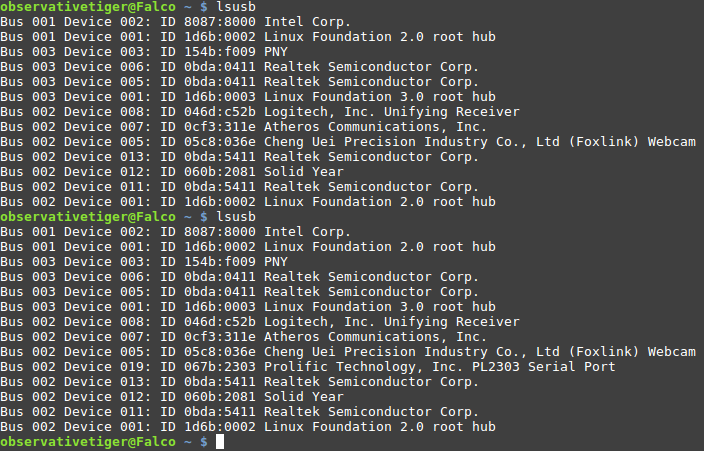 observativetiger@Falco ~ $ lsusb
Bus 001 Device 002: ID 8087:8000 Intel Corp.
Bus 001 Device 001: ID 1d6b:0002 Linux Foundation 2.0 root hub
Bus 003 Device 003: ID 154b:f009 PNY
Bus 003 Device 006: ID 0bda:0411 Realtek Semiconductor Corp.
Bus 003 Device 005: ID 0bda:0411 Realtek Semiconductor Corp.
Bus 003 Device 001: ID 1d6b:0003 Linux Foundation 3.0 root hub
Bus 002 Device 008: ID 046d:c52b Logitech, Inc. Unifying Receiver
Bus 002 Device 007: ID 0cf3:311e Atheros Communications, Inc.
Bus 002 Device 005: ID 05c8:036e Cheng Uei Precision Industry Co., Ltd (Foxlink) Webcam
Bus 002 Device 013: ID 0bda:5411 Realtek Semiconductor Corp.
Bus 002 Device 012: ID 060b:2081 Solid Year
Bus 002 Device 011: ID 0bda:5411 Realtek Semiconductor Corp.
Bus 002 Device 001: ID 1d6b:0002 Linux Foundation 2.0 root hub
observativetiger@Falco ~ $ lsusb
Bus 001 Device 002: ID 8087:8000 Intel Corp.
Bus 001 Device 001: ID 1d6b:0002 Linux Foundation 2.0 root hub
Bus 003 Device 003: ID 154b:f009 PNY
Bus 003 Device 006: ID 0bda:0411 Realtek Semiconductor Corp.
Bus 003 Device 005: ID 0bda:0411 Realtek Semiconductor Corp.
Bus 003 Device 001: ID 1d6b:0003 Linux Foundation 3.0 root hub
Bus 002 Device 008: ID 046d:c52b Logitech, Inc. Unifying Receiver
Bus 002 Device 007: ID 0cf3:311e Atheros Communications, Inc.
Bus 002 Device 005: ID 05c8:036e Cheng Uei Precision Industry Co., Ltd (Foxlink) Webcam
Bus 002 Device 019: ID 067b:2303 Prolific Technology, Inc. PL2303 Serial Port
Bus 002 Device 013: ID 0bda:5411 Realtek Semiconductor Corp.
Bus 002 Device 012: ID 060b:2081 Solid Year
Bus 002 Device 011: ID 0bda:5411 Realtek Semiconductor Corp.
Bus 002 Device 001: ID 1d6b:0002 Linux Foundation 2.0 root hub
observativetiger@Falco ~ $